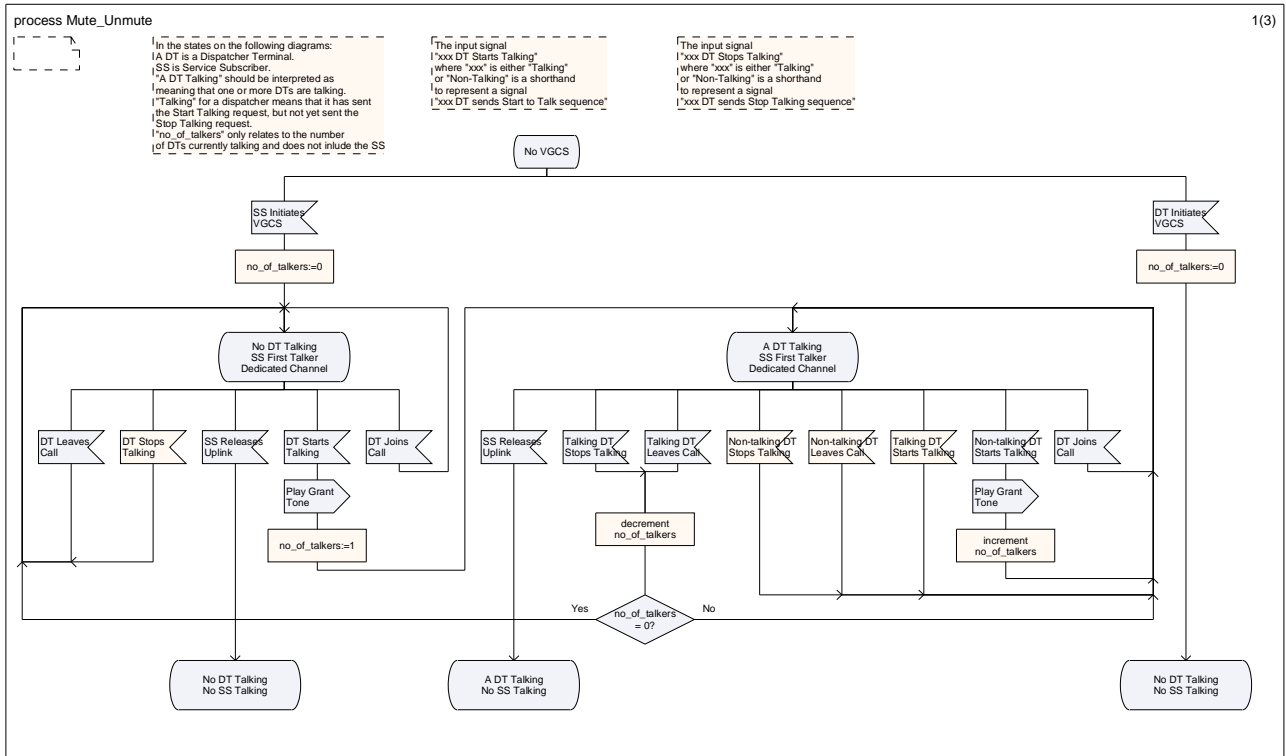 process Mute_Unmute
1(3)
In the states on the following diagrams:
A DT is a Dispatcher Terminal.
SS is Service Subscriber.
"A DT Talking" should be interpreted as
meaning that one or more DTs are talking.
"Talking" for a dispatcher means that it has sent
the Start Talking request, but not yet sent the
Stop Talking request.
"no_of_talkers" only relates to the number
of DTs currently talking and does not inlude the SS
The input signal
"xxx DT Starts Talking"
where "xxx" is either "Talking"
or "Non-Talking" is a shorthand
to represent a signal
"xxx DT sends Start to Talk sequence"
The input signal
"xxx DT Stops Talking"
where "xxx" is either "Talking"
or "Non-Talking" is a shorthand
to represent a signal
"xxx DT sends Stop Talking sequence"
No VGCS
SS Initiates
VGCS
DT Initiates
VGCS
no_of_talkers:=0
no_of_talkers:=0
No DT Talking
SS First Talker
Dedicated Channel
A DT Talking
SS First Talker
Dedicated Channel
DT Leaves
Call
DT Stops
Talking
SS Releases
Uplink
DT Starts
Talking
DT Joins
Call
SS Releases
Uplink
Talking DT
Stops Talking
Talking DT
Leaves Call
Non-talking DT
Stops Talking
Non-talking DT
Leaves Call
Talking DT
Starts Talking
Non-talking DT
Starts Talking
DT Joins
Call
Play Grant
Tone
Play Grant
Tone
no_of_talkers:=1
decrement
no_of_talkers
increment
no_of_talkers
Yes
no_of_talkers
= 0?
No
No DT Talking
No SS Talking
A DT Talking
No SS Talking
No DT Talking
No SS Talking